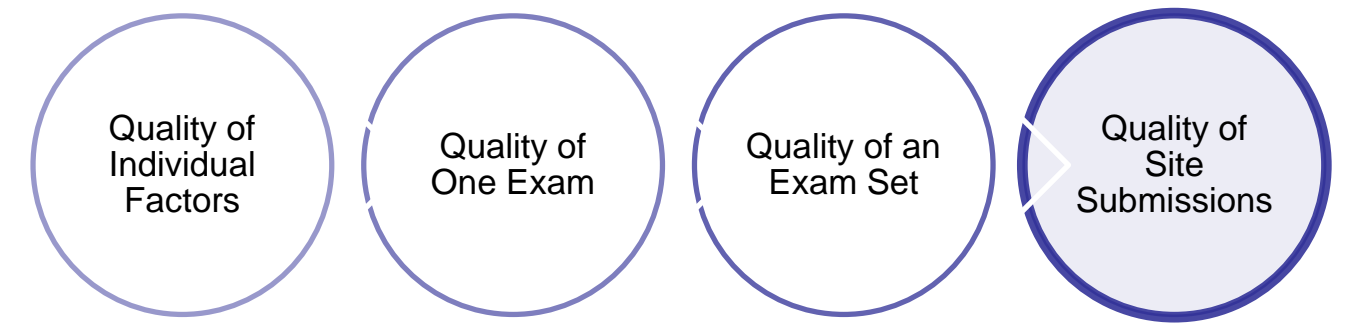 Quality of
Individual
Factors
Quality of
One Exam
Quality of an
Exam Set
Quality of
Site
Submissions